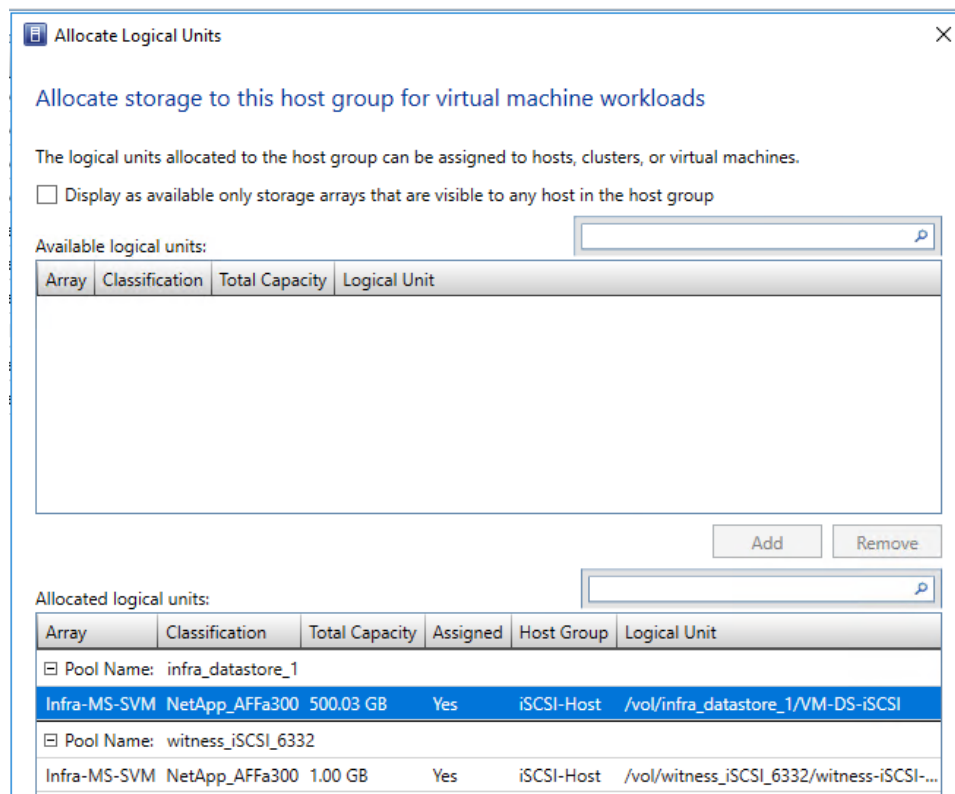 Allocate Logical Units
Allocate storage to this host group for virtual machine workloads
The logical units allocated to the host group can be assigned to hosts, clusters, or virtual machines.
Display as available only storage arrays that are visible to any host in the host group
Available logical units:
Array Classification Total Capacity Logical Unit
Add Remove
Allocated logical units:
Array Classification Total Capacity Assigned Host Group Logical Unit
Pool Name: infra_datastore_1
Infra-MS-SVM NetApp_AFFa300 500.03 GB Yes iSCSI-Host /vol/infra_datastore_1/VM-DS-iSCSI
Pool Name: witness_iSCSI_6332
Infra-MS-SVM NetApp_AFFa300 1.00 GB Yes iSCSI-Host /vol/witness_iSCSI_6332/witness-iSCSI-...